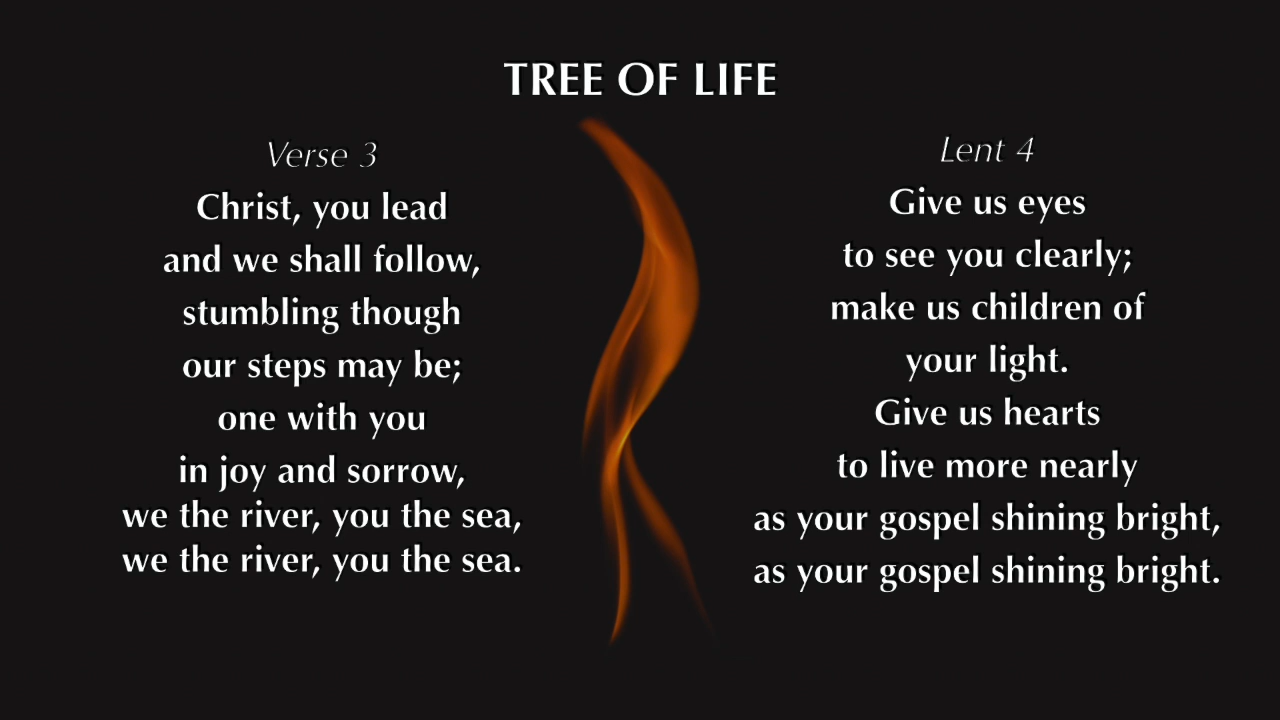 TREE OF LIFE
Verse 3
Christ, you lead
and we shall follow,
stumbling though
our steps may be;
one with you
in joy and sorrow,
we the river, you the sea,
we the river, you the sea.
Lent 4
Give us eyes
to see you clearly;
make us children of
your light.
Give us hearts
to live more nearly
as your gospel shining bright,
as your gospel shining bright.